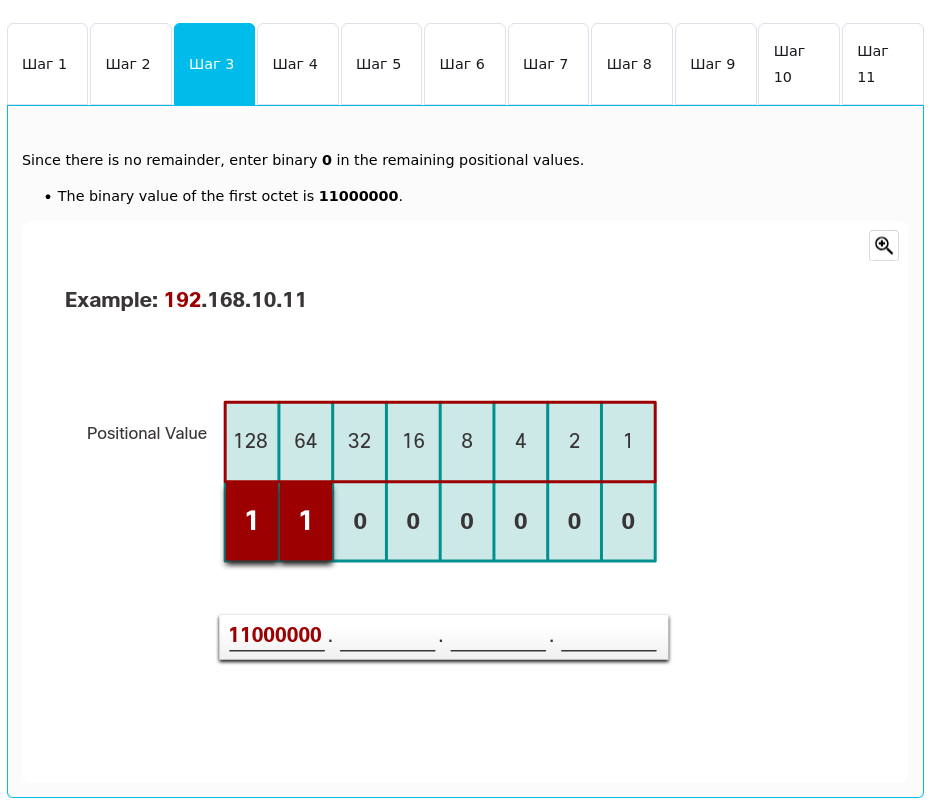 Шаг 1 Шаг 2 Шаг 3 Шаг 4 Шаг 5 Шаг 6 Шаг 7 Шаг 8 Шаг 9 Шаг 10 Шаг 11
Since there is no remainder, enter binary 0 in the remaining positional values.
• The binary value of the first octet is 11000000.
Example: 192.168.10.11
Positional Value 128 64 32 16 8 4 2 1
1 1 0 0 0 0 0 0
11000000 . ________ . ________ . ________